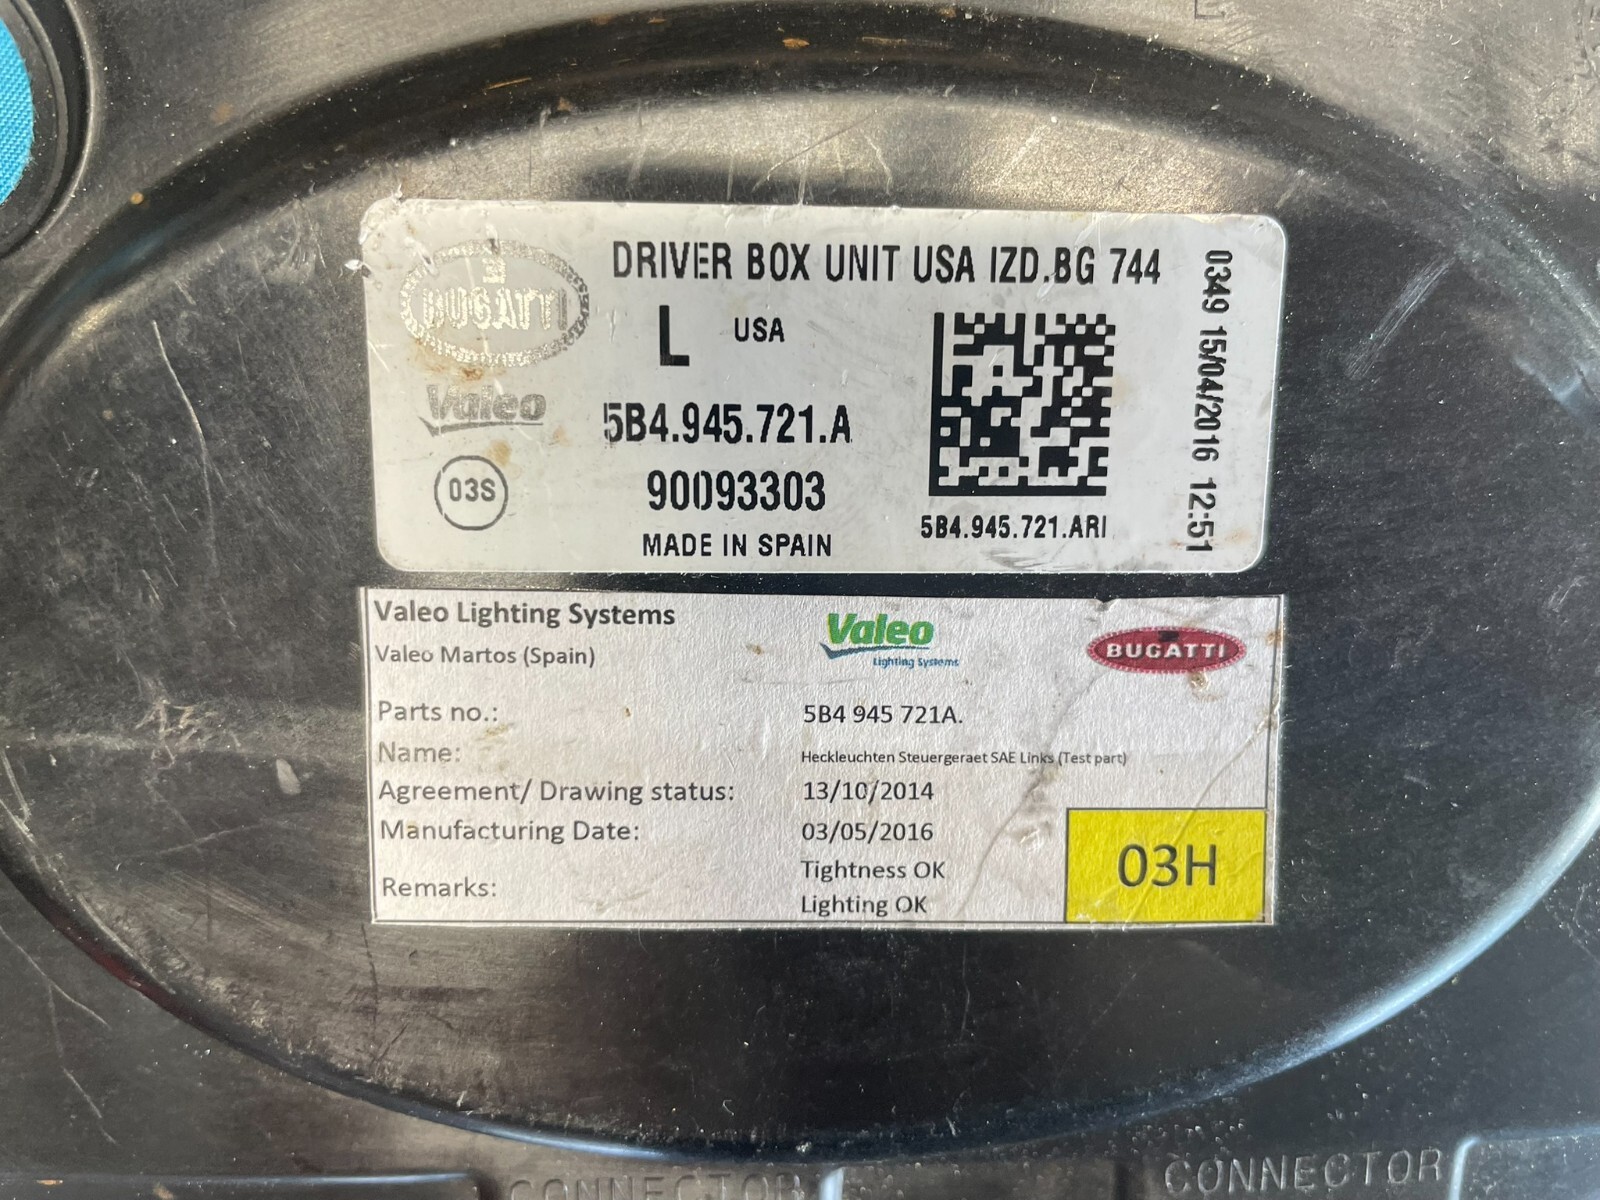 DRIVER BOX UNIT USA IZD.BG 744
BUGATTI
L USA
Valeo
5B4.945.721.A
03S
90093303
MADE IN SPAIN
5B4.945.721.ARI
0349 15/04/2016 12:51
Valeo Lighting Systems
Valeo Martos (Spain)
Valeo
Lighting Systems
BUGATTI
Parts no.: 5B4 945 721A.
Name: Heckleuchten Steuergeraet SAE Links (Test part)
Agreement/ Drawing status: 13/10/2014
Manufacturing Date: 03/05/2016
Remarks: Tightness OK
Lighting OK
03H
CONNECTOR
CONNECTOR